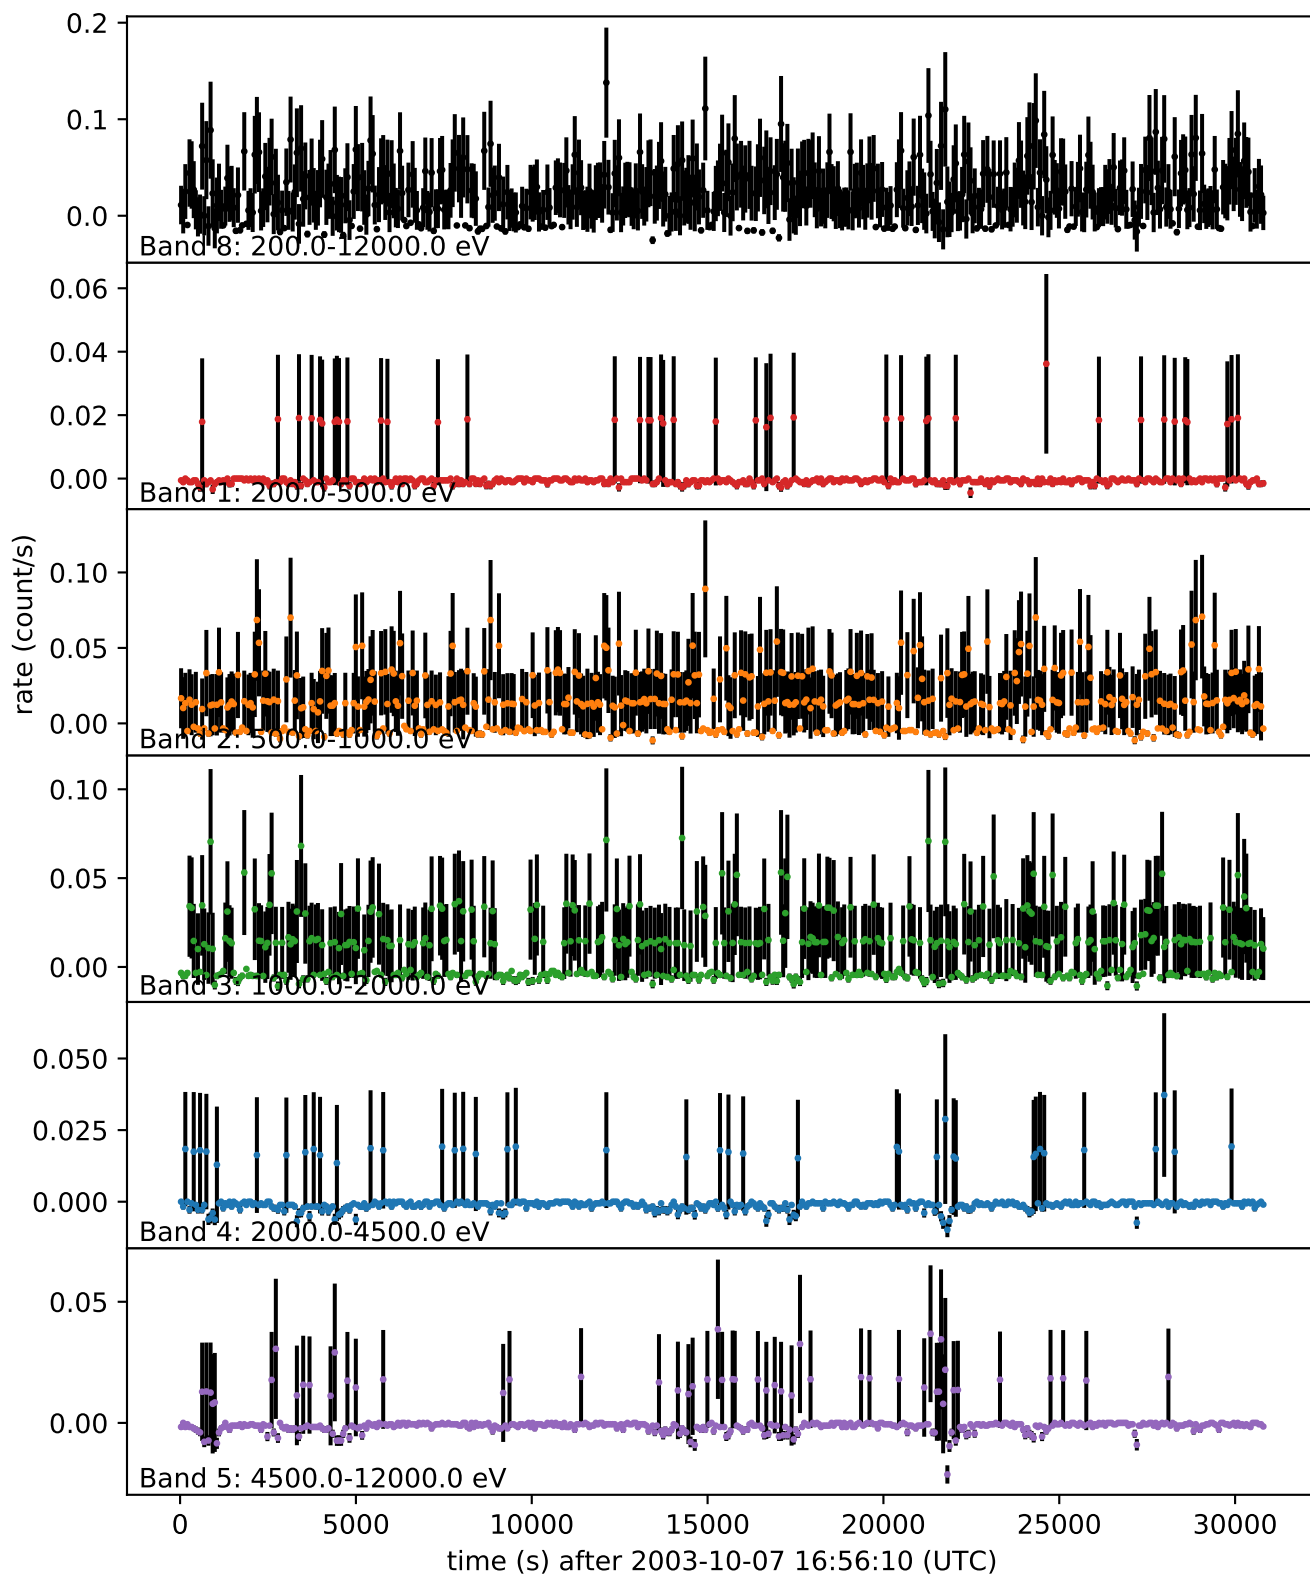 0.2
0.1
0.0
Band 8: 200.0-12000.0 eV
0.06
0.04
0.02
0.00
Band 1: 200.0-500.0 eV
rate (count/s)
0.10
0.05
0.00
Band 2: 500.0-1000.0 eV
0.10
0.05
0.00
Band 3: 1000.0-2000.0 eV
0.050
0.025
0.000
Band 4: 2000.0-4500.0 eV
0.05
0.00
Band 5: 4500.0-12000.0 eV
0 5000 10000 15000 20000 25000 30000
time (s) after 2003-10-07 16:56:10 (UTC)